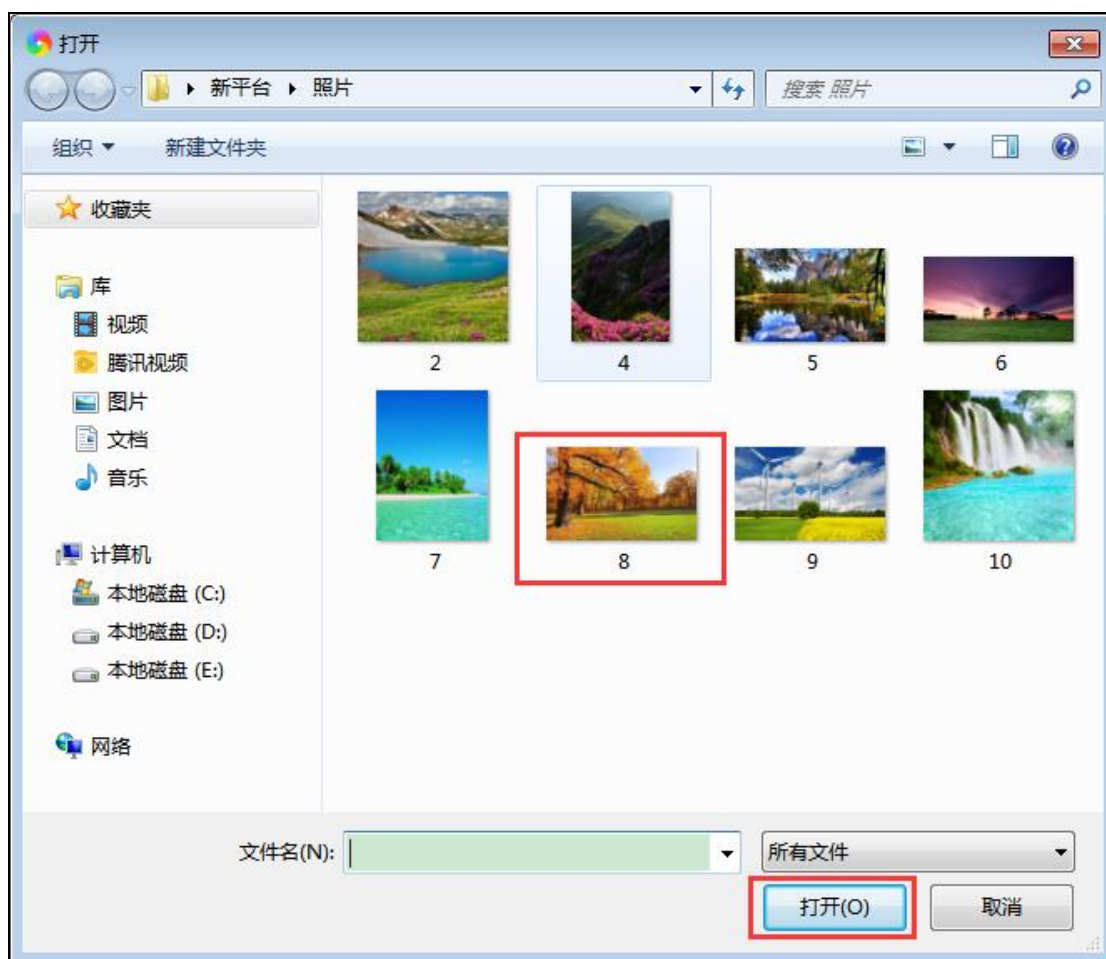 打开
新平台 照片
搜索 照片
组织 新建文件夹
收藏夹
库
视频
腾讯视频
图片
文档
音乐
计算机
本地磁盘 (C:)
本地磁盘 (D:)
本地磁盘 (E:)
网络
2 4 5 6
7 8 9 10
文件名(N): 所有文件
打开(O) 取消